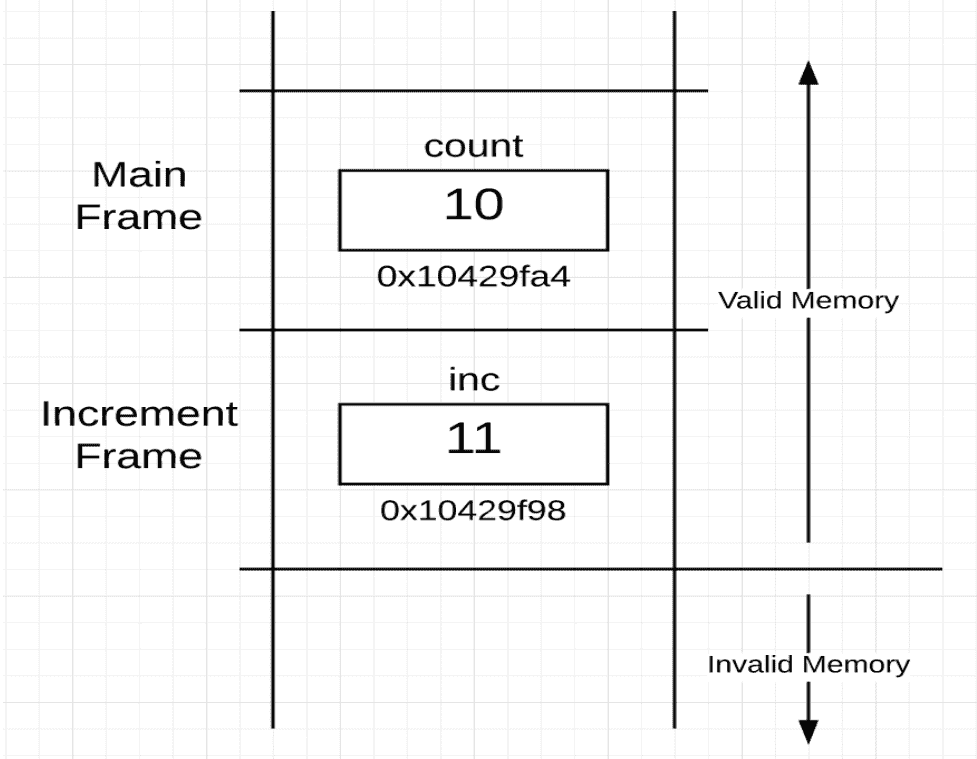 count
10
0x10429fa4
Main
Frame
Valid Memory
inc
11
0x10429f98
Increment
Frame
Invalid Memory